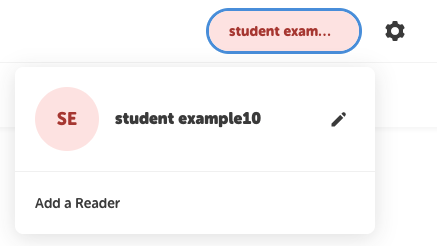 student exam...
SE
student example10
Add a Reader